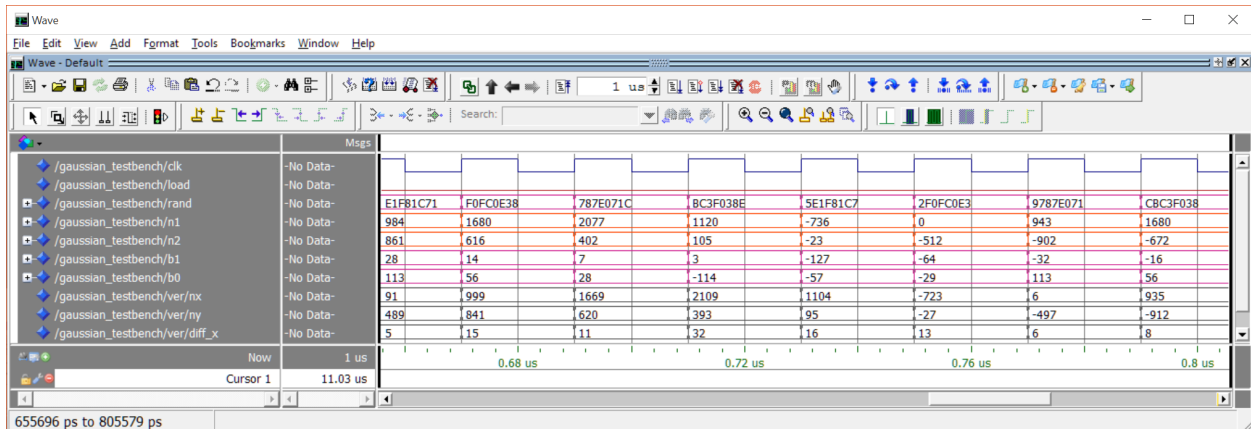 Wave
File Edit View Add Format Tools Bookmarks Window Help
Wave - Default
1 us
Search:
Msgs
/gaussian_testbench/clk -No Data-
/gaussian_testbench/load -No Data-
/gaussian_testbench/rand -No Data- E1F81C71 F0FC0E38 787E071C BC3F038E 5E1F81C7 2F0FC0E3 9787E071 CBC3F038
/gaussian_testbench/n1 -No Data- 984 1680 2077 1120 -736 0 943 1680
/gaussian_testbench/n2 -No Data- 861 616 402 105 -23 -512 -902 -672
/gaussian_testbench/b1 -No Data- 28 14 7 3 -127 -64 -32 -16
/gaussian_testbench/b0 -No Data- 113 56 28 -114 -57 -29 113 56
/gaussian_testbench/ver/nx -No Data- 91 999 1669 2109 1104 -723 6 935
/gaussian_testbench/ver/ny -No Data- 489 841 620 393 95 -27 -497 -912
/gaussian_testbench/ver/diff_x -No Data- 5 15 11 32 16 13 6 8
Now 1 us 0.68 us 0.72 us 0.76 us 0.8 us
Cursor 1 11.03 us
655696 ps to 805579 ps